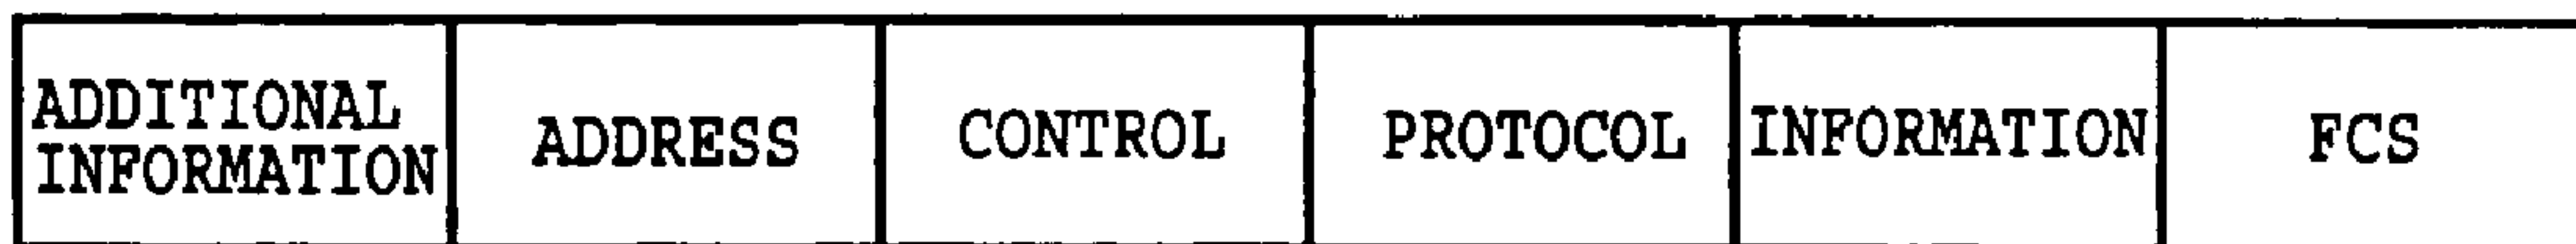 ADDITIONAL
INFORMATION
ADDRESS
CONTROL
PROTOCOL
INFORMATION
FCS